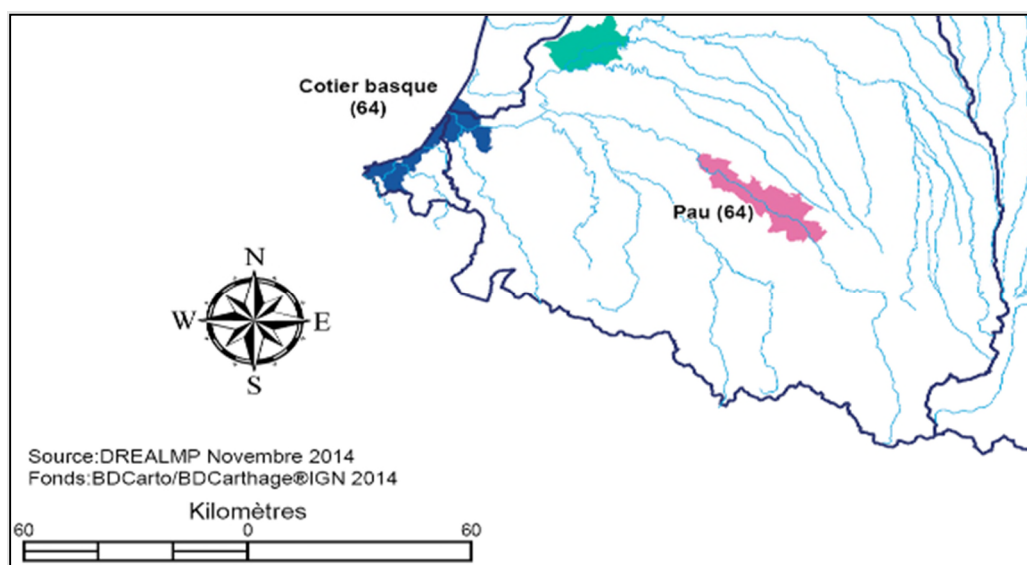 Cotier basque
(64)
Pau (64)
N
W
E
S
Source:DREALMP Novembre 2014
Fonds:BDCarto/BDCarthage®IGN 2014
Kilomètres
60
0
60